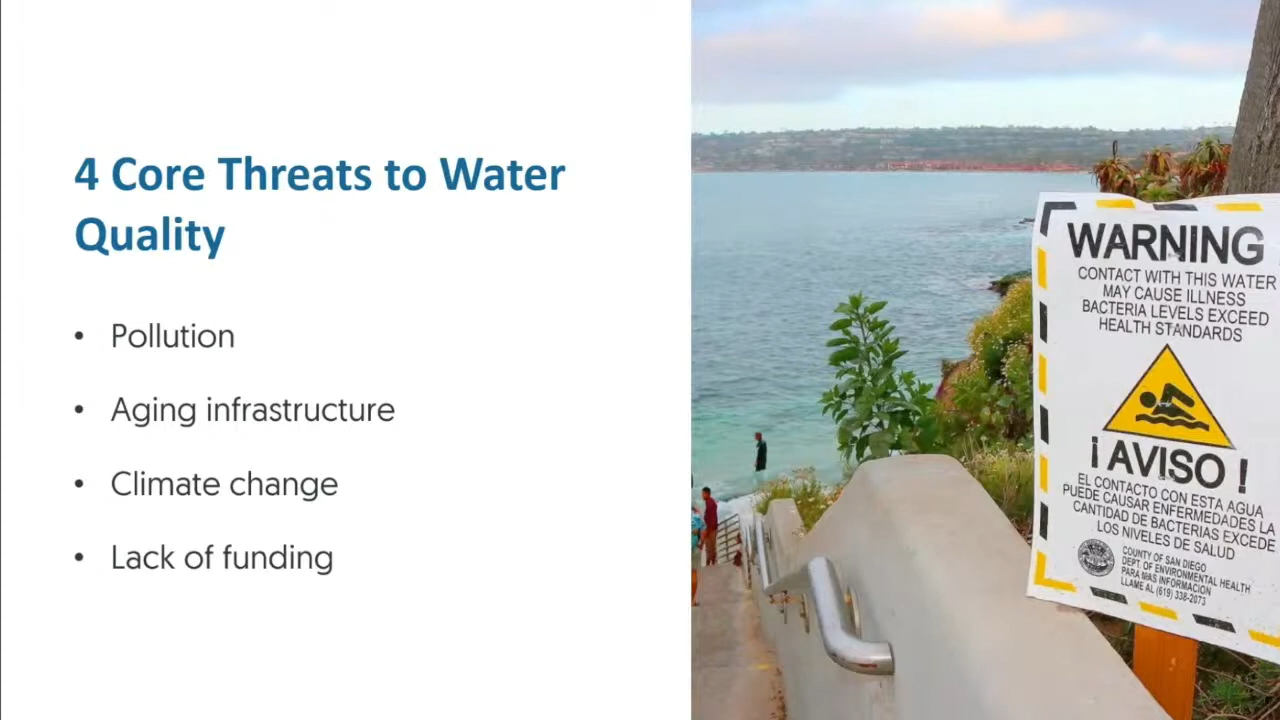 4 Core Threats to Water
Quality
• Pollution
• Aging infrastructure
• Climate change
• Lack of funding
WARNING
CONTACT WITH THIS WATER
MAY CAUSE ILLNESS
BACTERIA LEVELS EXCEED
HEALTH STANDARDS
¡ AVISO !
EL CONTACTO CON ESTA AGUA
PUEDE CAUSAR ENFERMEDADES LA
CANTIDAD DE BACTERIAS EXCEDE
LOS NIVELES DE SALUD
COUNTY OF SAN DIEGO
DEPT. OF ENVIRONMENTAL HEALTH
PARA MAS INFORMACION
LLAME AL (619) 338-2073